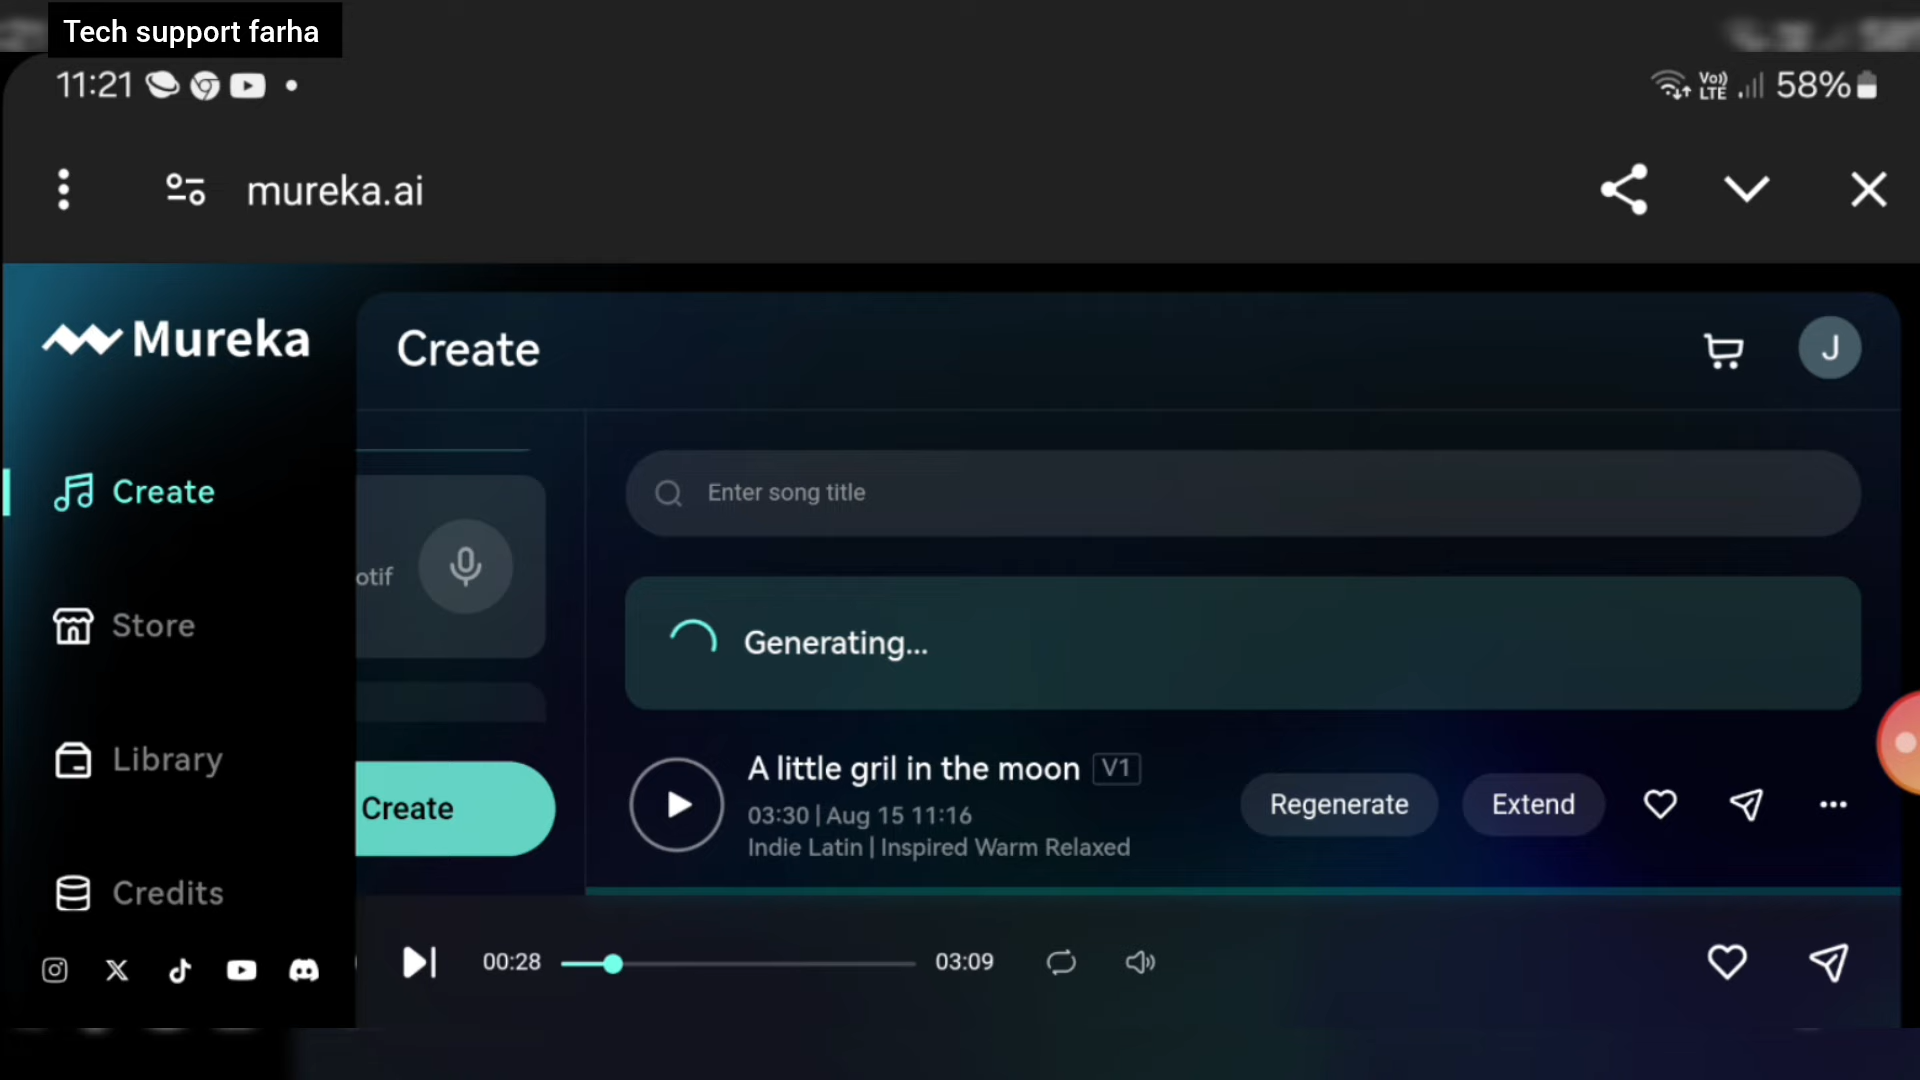 Tech support farha
11:21
Vo)) LTE 58%
mureka.ai
Mureka
Create
J
Create
Enter song title
otif
Store
Generating...
Library
A little gril in the moon V1
03:30 | Aug 15 11:16
Indie Latin | Inspired Warm Relaxed
Regenerate
Extend
Create
Credits
00:28
03:09